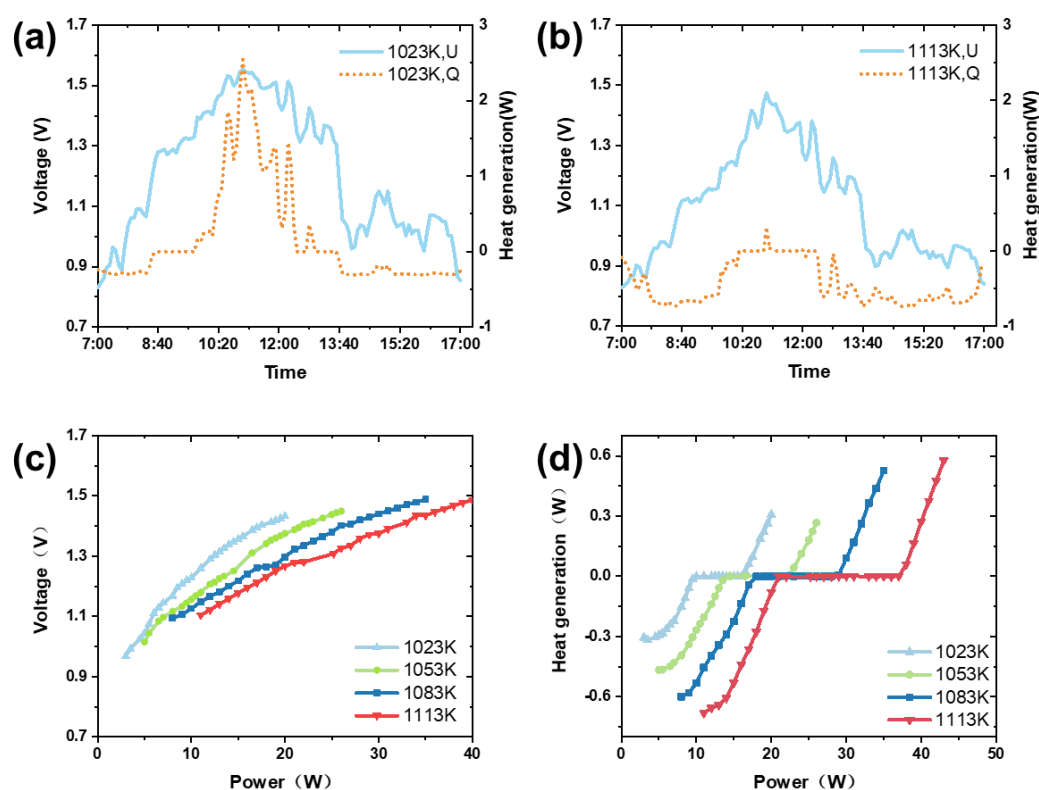 (a)
1.7
1.5
1.3
1.1
0.9
0.7
Voltage (V)
3
2
1
0
-1
Heat generation(W)
1023K,U
1023K,Q
7:00 8:40 10:20 12:00 13:40 15:20 17:00
Time
(b)
1.7
1.5
1.3
1.1
0.9
0.7
Voltage (V)
3
2
1
0
-1
Heat generation(W)
1113K,U
1113K,Q
7:00 8:40 10:20 12:00 13:40 15:20 17:00
Time
(c)
1.7
1.5
1.3
1.1
0.9
0.7
Voltage（V）
1023K
1053K
1083K
1113K
0 10 20 30 40
Power（W）
(d)
0.6
0.3
0.0
-0.3
-0.6
Heat generation（W）
1023K
1053K
1083K
1113K
0 10 20 30 40 50
Power（W）